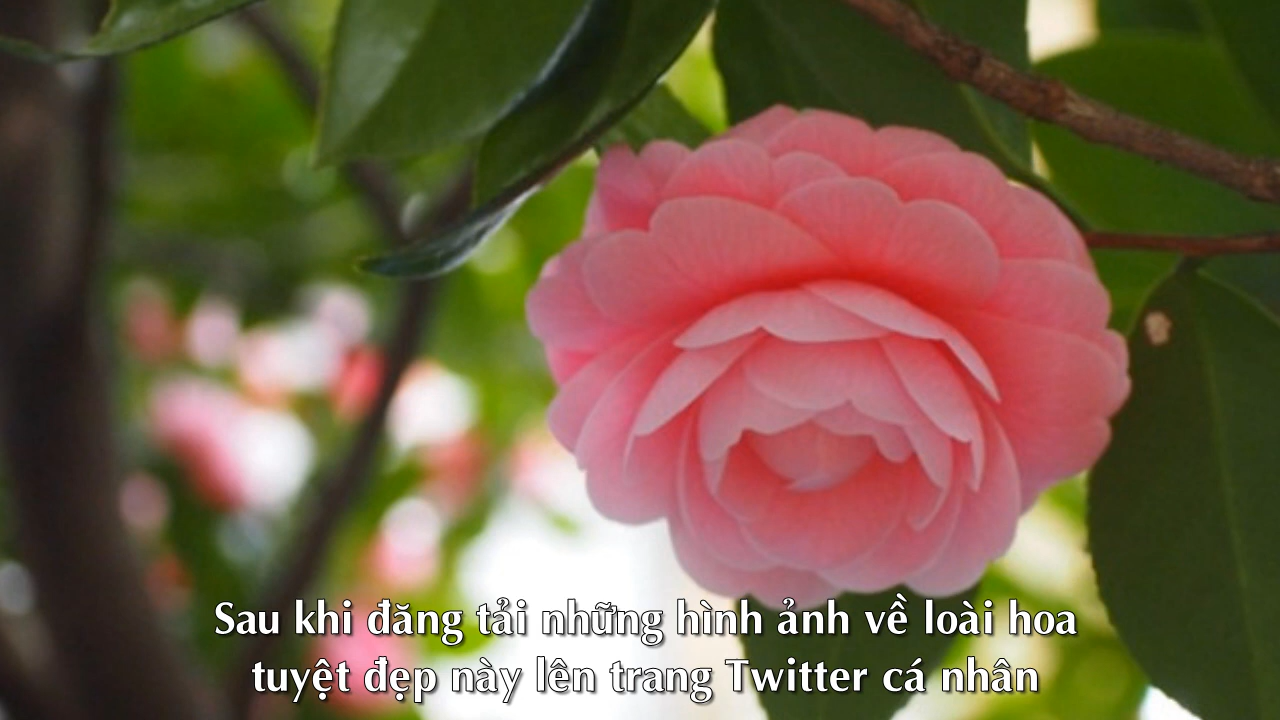 Sau khi đăng tải những hình ảnh về loài hoa
tuyệt đẹp này lên trang Twitter cá nhân